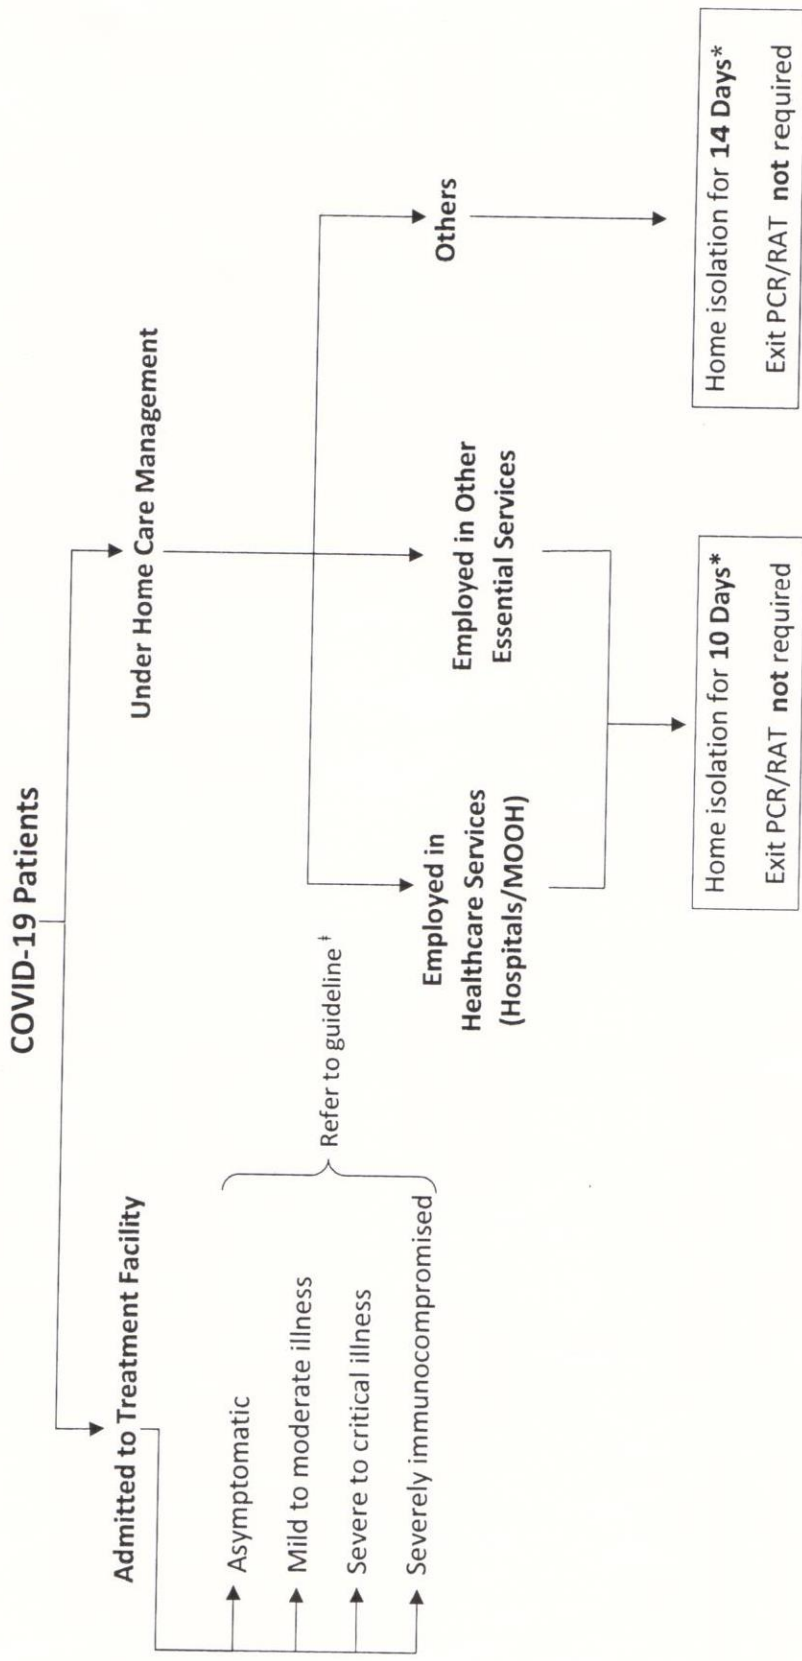 COVID-19 Patients
Admitted to Treatment Facility
Asymptomatic
Mild to moderate illness
Severe to critical illness
Severely immunocompromised
Refer to guideline‡
Under Home Care Management
Employed in
Healthcare Services
(Hospitals/MOOH)
Employed in Other
Essential Services
Others
Home isolation for 10 Days*
Exit PCR/RAT not required
Home isolation for 14 Days*
Exit PCR/RAT not required